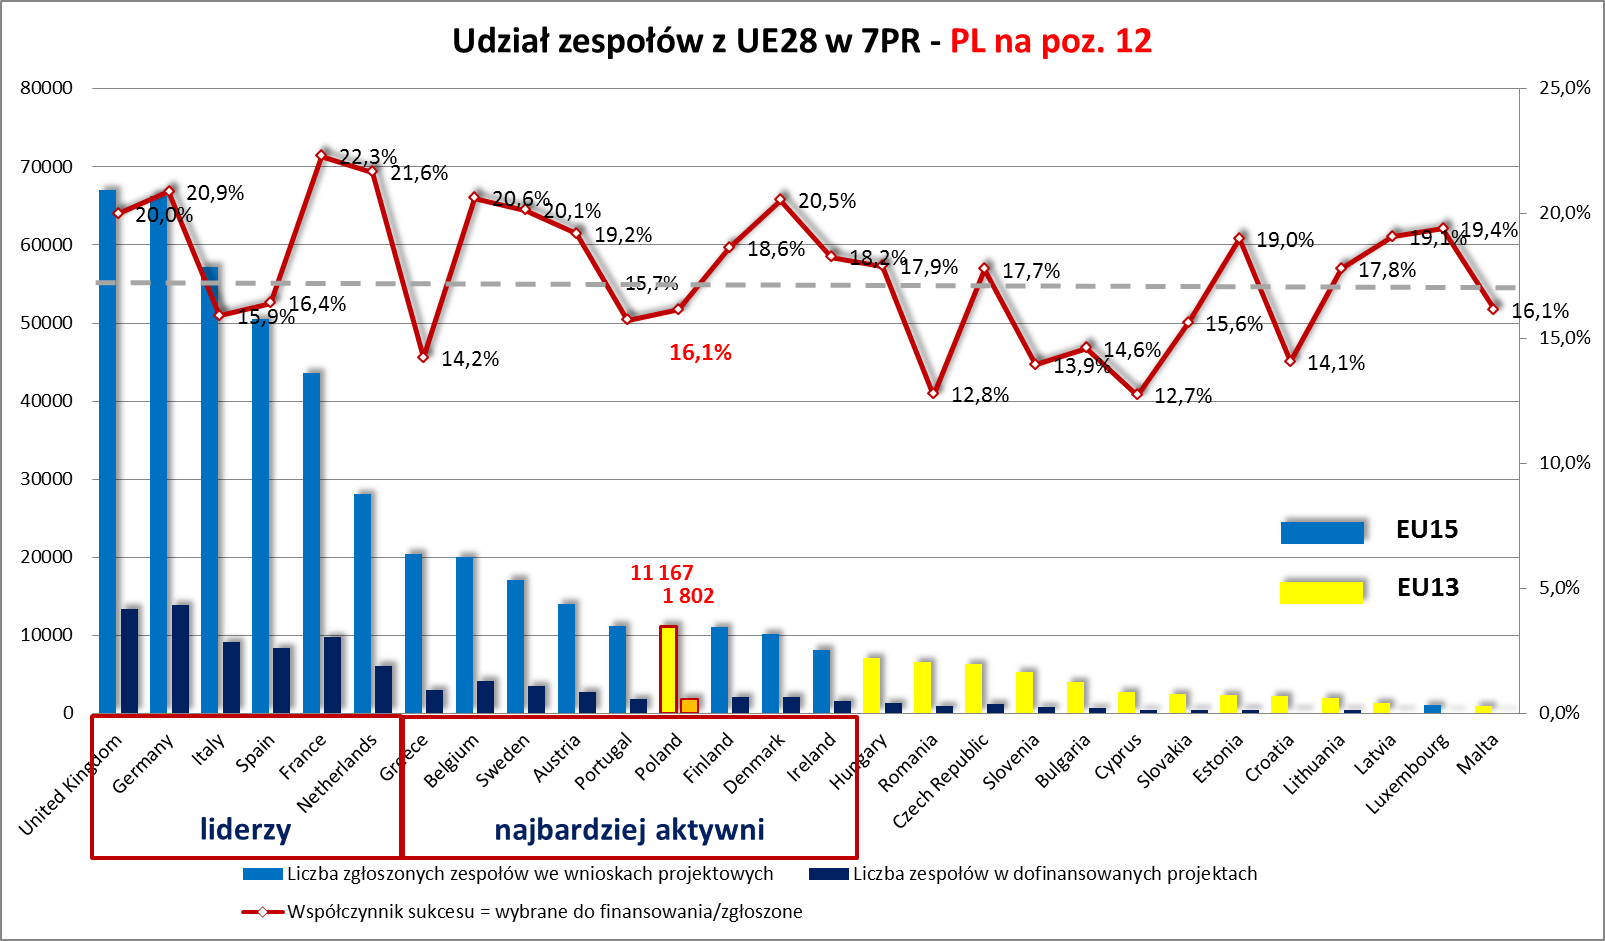 Udział zespołów z UE28 w 7PR - PL na poz. 12
80000
70000
60000
50000
40000
30000
20000
10000
0
25,0%
20,0%
15,0%
10,0%
5,0%
0,0%
20,0%
20,9%
15,9%
16,4%
22,3%
21,6%
14,2%
20,6%
20,1%
19,2%
15,7%
16,1%
18,6%
20,5%
18,2%
17,9%
12,8%
17,7%
13,9%
14,6%
12,7%
15,6%
19,0%
14,1%
17,8%
19,1%
19,4%
16,1%
11 167
1 802
EU15
EU13
United Kingdom
Germany
Italy
Spain
France
Netherlands
Greece
Belgium
Sweden
Austria
Portugal
Poland
Finland
Denmark
Ireland
Hungary
Romania
Czech Republic
Slovenia
Bulgaria
Cyprus
Slovakia
Estonia
Croatia
Lithuania
Latvia
Luxembourg
Malta
liderzy
najbardziej aktywni
Liczba zgłoszonych zespołów we wnioskach projektowych
Liczba zespołów w dofinansowanych projektach
Współczynnik sukcesu = wybrane do finansowania/zgłoszone